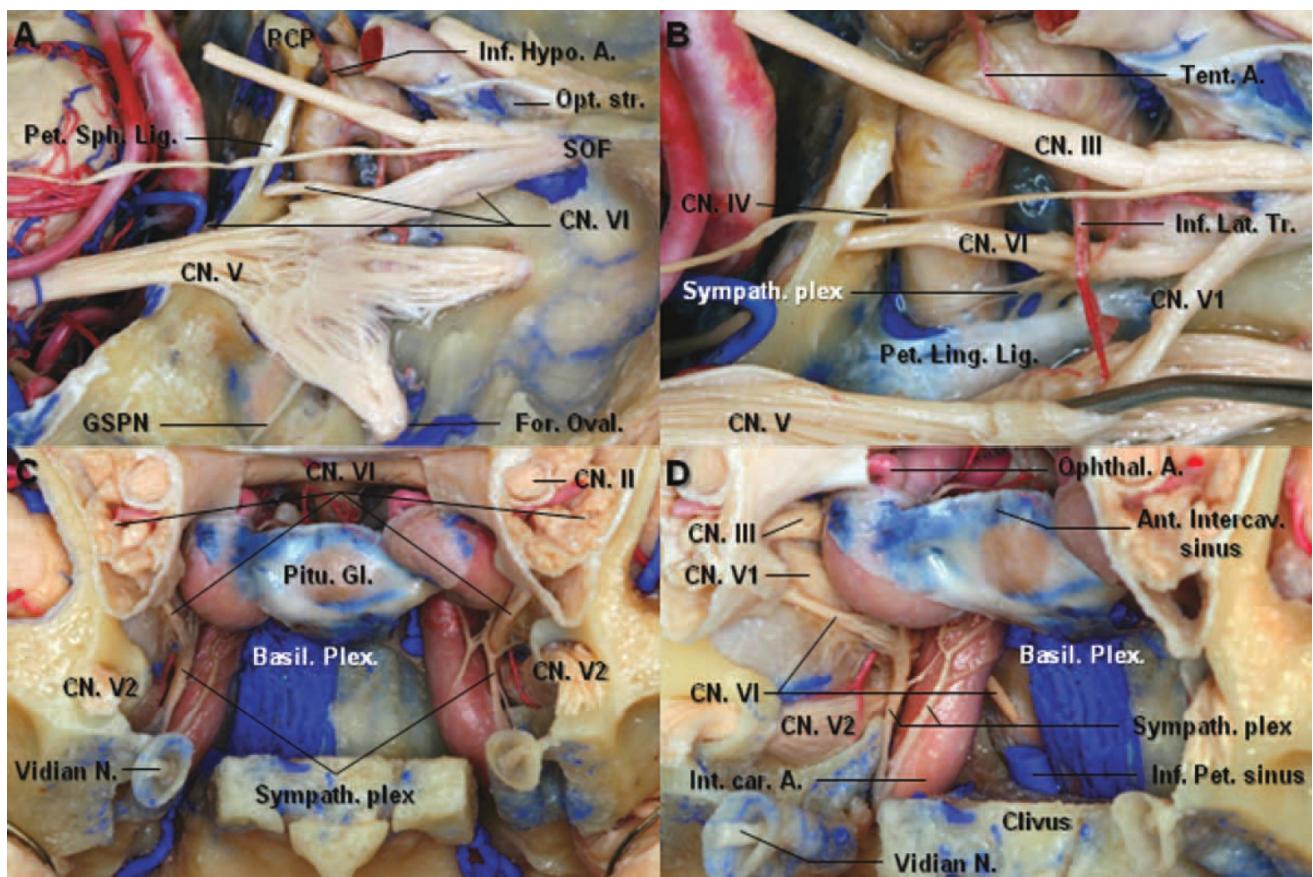 A
PCP
Inf. Hypo. A.
Opt. str.
Pet. Sph. Lig.
SOF
CN. VI
CN. V
GSPN
For. Oval.
B
Tent. A.
CN. III
CN. IV
CN. VI
Inf. Lat. Tr.
Sympath. plex
CN. V1
Pet. Ling. Lig.
CN. V
C
CN. VI
CN. II
Pitu. Gl.
Basil. Plex.
CN. V2
CN. V2
Vidian N.
Sympath. plex
D
Ophthal. A.
CN. III
Ant. Intercav.
sinus
CN. V1
Basil. Plex.
CN. VI
CN. V2
Sympath. plex
Int. car. A.
Inf. Pet. sinus
Clivus
Vidian N.